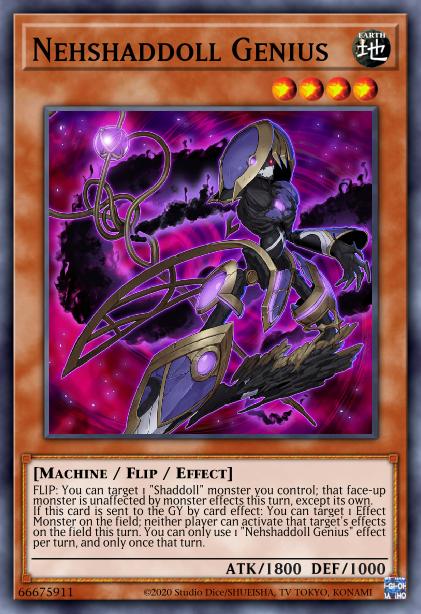 NEHSHADDOLL GENIUS
EARTH
地
[MACHINE / FLIP / EFFECT]
FLIP: You can target 1 "Shaddoll" monster you control; that face-up
monster is unaffected by monster effects this turn, except its own.
If this card is sent to the GY by card effect: You can target 1 Effect
Monster on the field; neither player can activate that target's effects
on the field this turn. You can only use 1 "Nehshaddoll Genius" effect
per turn, and only once that turn.
ATK/1800 DEF/1000
66675911
©2020 Studio Dice/SHUEISHA, TV TOKYO, KONAMI